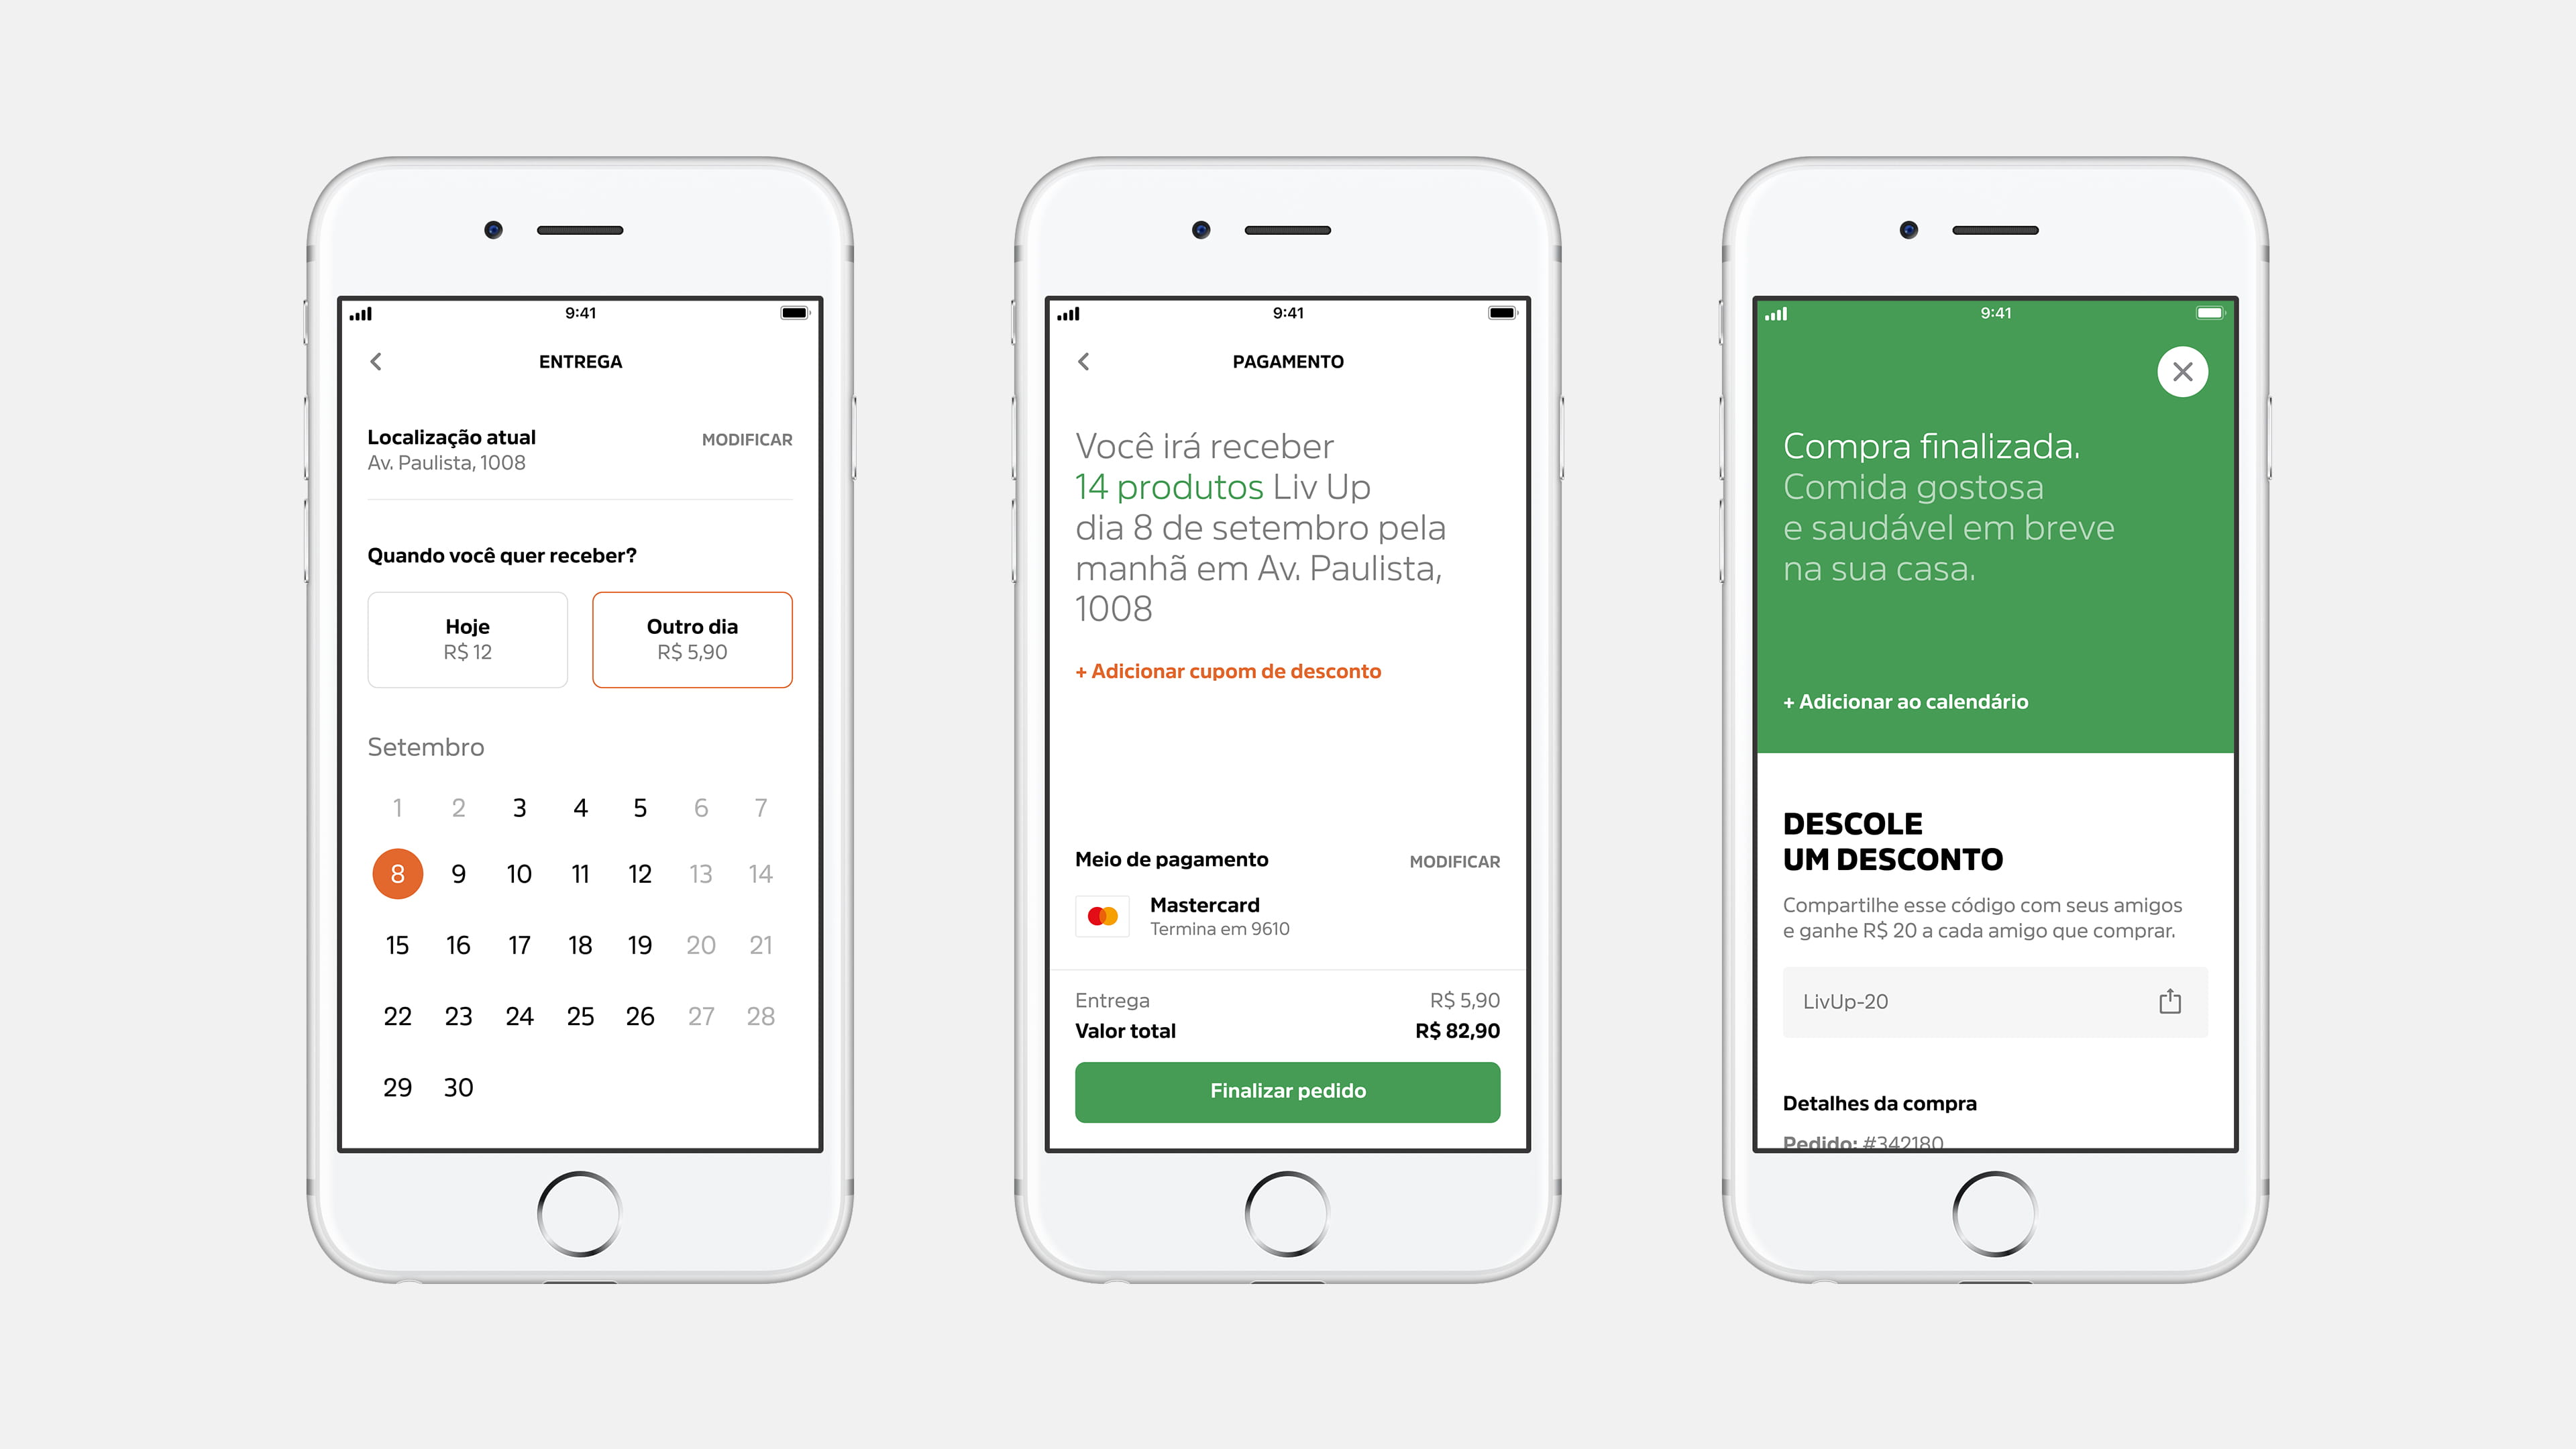 9:41
ENTREGA
Localização atual
MODIFICAR
Av. Paulista, 1008
Quando você quer receber?
Hoje
R$ 12
Outro dia
R$ 5,90
Setembro
1 2 3 4 5 6 7
8 9 10 11 12 13 14
15 16 17 18 19 20 21
22 23 24 25 26 27 28
29 30
9:41
PAGAMENTO
Você irá receber
14 produtos Liv Up
dia 8 de setembro pela
manhã em Av. Paulista,
1008
+ Adicionar cupom de desconto
Meio de pagamento
MODIFICAR
Mastercard
Termina em 9610
Entrega R$ 5,90
Valor total R$ 82,90
Finalizar pedido
9:41
Compra finalizada.
Comida gostosa
e saudável em breve
na sua casa.
+ Adicionar ao calendário
DESCOLE
UM DESCONTO
Compartilhe esse código com seus amigos
e ganhe R$ 20 a cada amigo que comprar.
LivUp-20
Detalhes da compra
Pedido: #342180